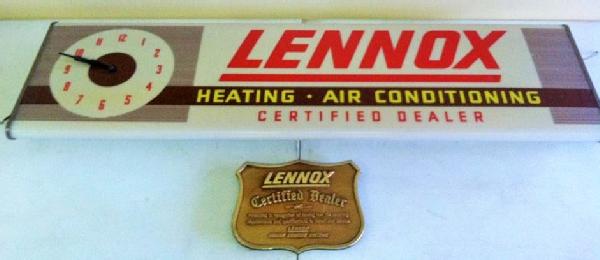 12
1
2
3
4
5
6
7
8
9
10
11
LENNOX
HEATING · AIR CONDITIONING
CERTIFIED DEALER
LENNOX
Certified Dealer
LENNOX